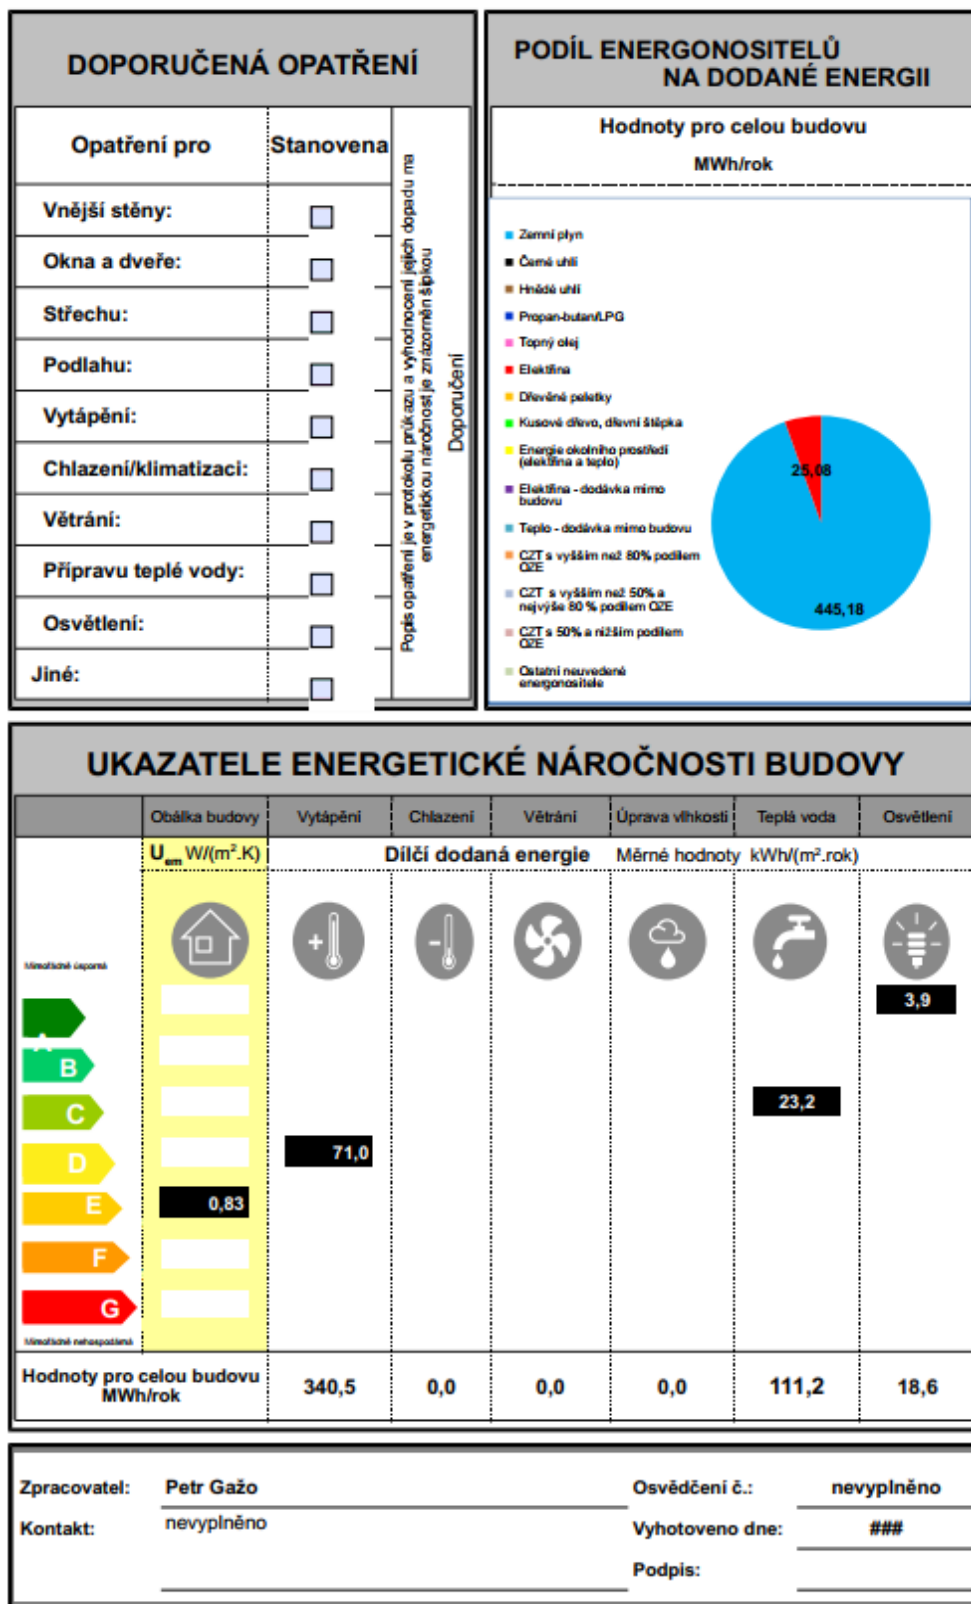 DOPORUČENÁ OPATŘENÍ
Opatření pro
Stanovena
Vnější stěny:
Okna a dveře:
Střechu:
Podlahu:
Vytápění:
Chlazení/klimatizaci:
Větrání:
Přípravu teplé vody:
Osvětlení:
Jiné:
Popis opatření je v protokolu průkazu a vyhodnocení jejich dopadu ma
energetickou náročnost je znázorněn šipkou
Doporučení
PODÍL ENERGONOSITELŮ
NA DODANÉ ENERGII
Hodnoty pro celou budovu
MWh/rok
Zemní plyn
Černé uhlí
Hnědé uhlí
Propan-butan/LPG
Topný olej
Elektřina
Dřevěné peletky
Kusové dřevo, dřevní štěpka
Energie okolního prostředí
(elektřina a teplo)
Elektřina - dodávka mimo
budovu
Teplo - dodávka mimo budovu
CZT s vyšším než 80% podílem
OZE
CZT s vyšším než 50% a
nejvýše 80 % podílem OZE
CZT s 50% a nižším podílem
OZE
Ostatní neuvedené
energonositele
25,08
445,18
UKAZATELE ENERGETICKÉ NÁROČNOSTI BUDOVY
Obálka budovy Vytápění Chlazení Větrání Úprava vlhkosti Teplá voda Osvětlení
Uem W/(m².K) Dílčí dodaná energie Měrné hodnoty kWh/(m².rok)
Mimořádně úsporná
A
3,9
B
C
23,2
D
71,0
E
0,83
F
G
Mimořádně nehospodárná
Hodnoty pro celou budovu
MWh/rok
340,5 0,0 0,0 0,0 111,2 18,6
Zpracovatel: Petr Gažo Osvědčení č.: nevyplněno
Kontakt: nevyplněno Vyhotoveno dne: ###
Podpis: